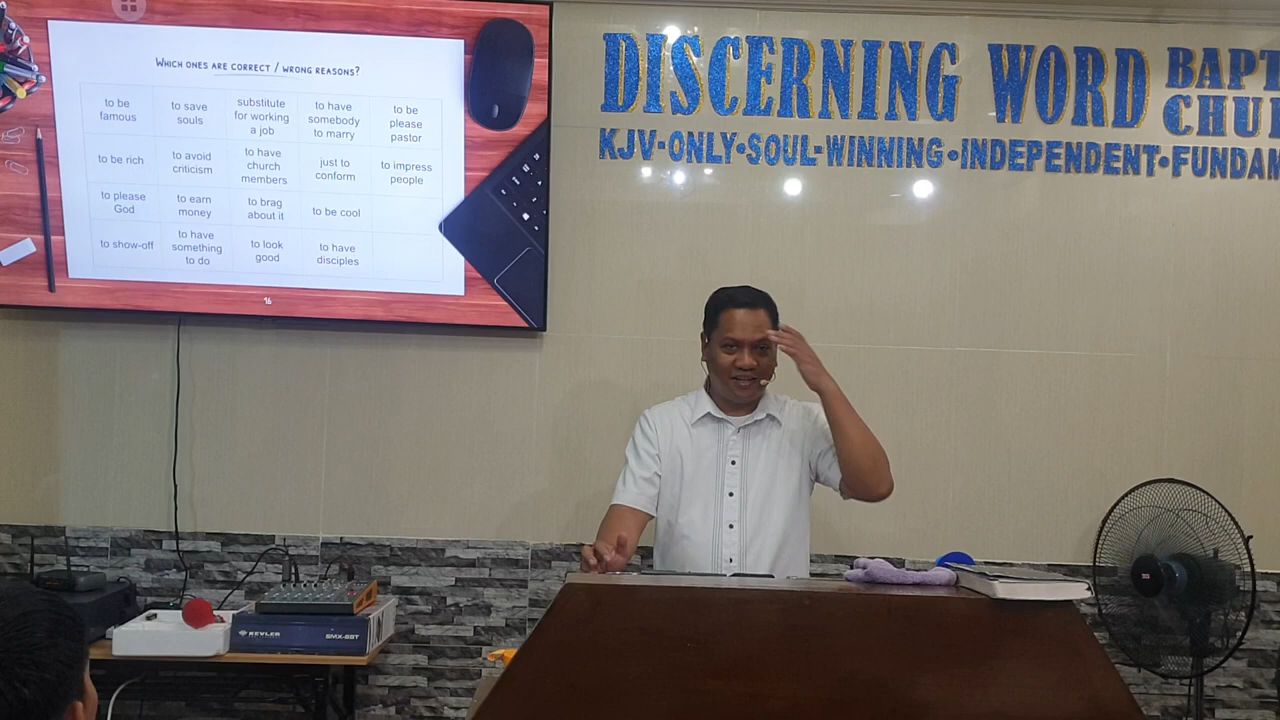 WHICH ONES ARE CORRECT / WRONG REASONS?
to be famous
to save souls
substitute for working a job
to have somebody to marry
to be please pastor
to be rich
to avoid criticism
to have church members
just to conform
to impress people
to please God
to earn money
to brag about it
to be cool
to show-off
to have something to do
to look good
to have disciples
16
DISCERNING WORD BAPT
CHU
KJV-ONLY•SOUL-WINNING•INDEPENDENT•FUNDAM
KEVLER
SMX-8BT